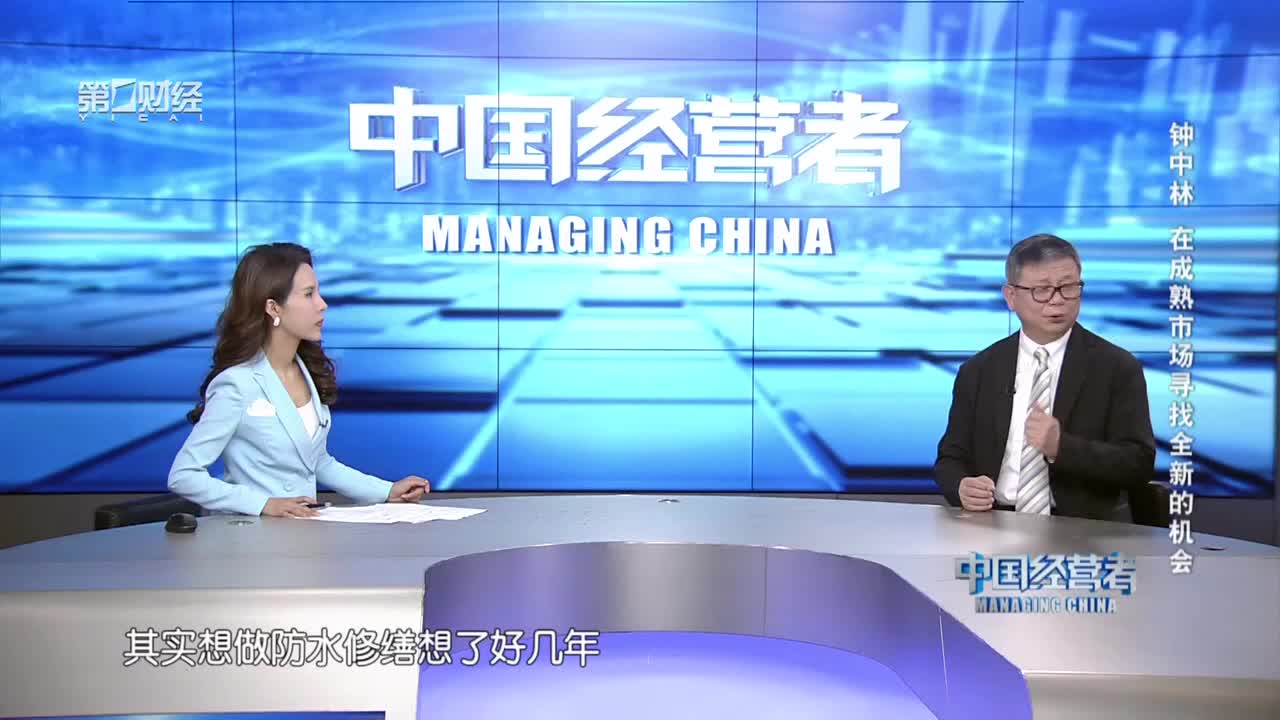 第一财经
YICAI
中国经营者
MANAGING CHINA
钟中林 在成熟市场寻找全新的机会
中国经营者
MANAGING CHINA
其实想做防水修缮想了好几年